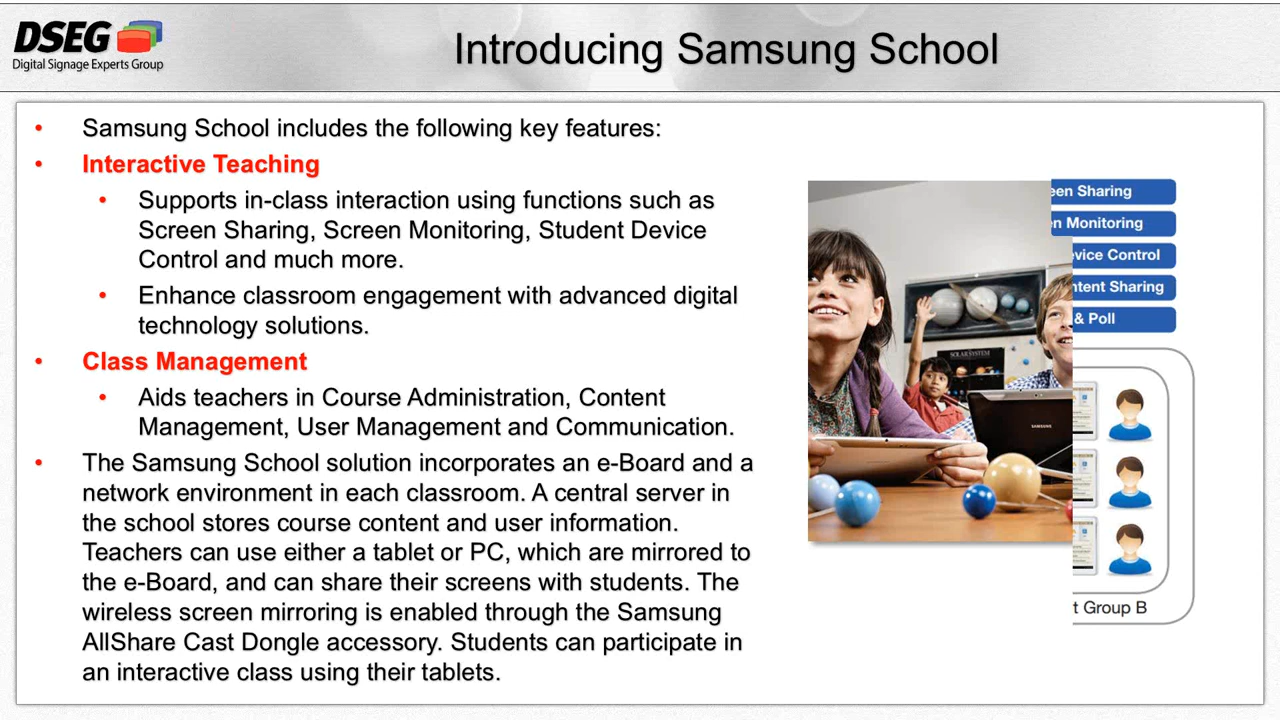 DSEG
Digital Signage Experts Group
Introducing Samsung School
• Samsung School includes the following key features:
• Interactive Teaching
• Supports in-class interaction using functions such as
Screen Sharing, Screen Monitoring, Student Device
Control and much more.
• Enhance classroom engagement with advanced digital
technology solutions.
• Class Management
• Aids teachers in Course Administration, Content
Management, User Management and Communication.
• The Samsung School solution incorporates an e-Board and a
network environment in each classroom. A central server in
the school stores course content and user information.
Teachers can use either a tablet or PC, which are mirrored to
the e-Board, and can share their screens with students. The
wireless screen mirroring is enabled through the Samsung
AllShare Cast Dongle accessory. Students can participate in
an interactive class using their tablets.
Sharing
Monitoring
Control
Sharing
& Poll
SOLAR SYSTEM
SAMSUNG
Group B